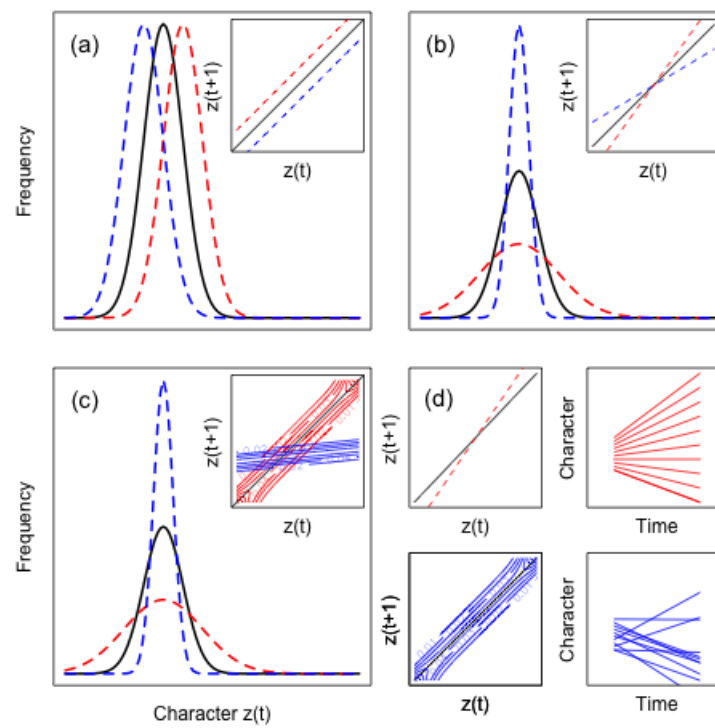 (a)
z(t+1)
z(t)
Frequency
(b)
z(t+1)
z(t)
(c)
z(t+1)
z(t)
Frequency
Character z(t)
(d)
z(t+1)
z(t)
Character
Time
z(t+1)
z(t)
Character
Time